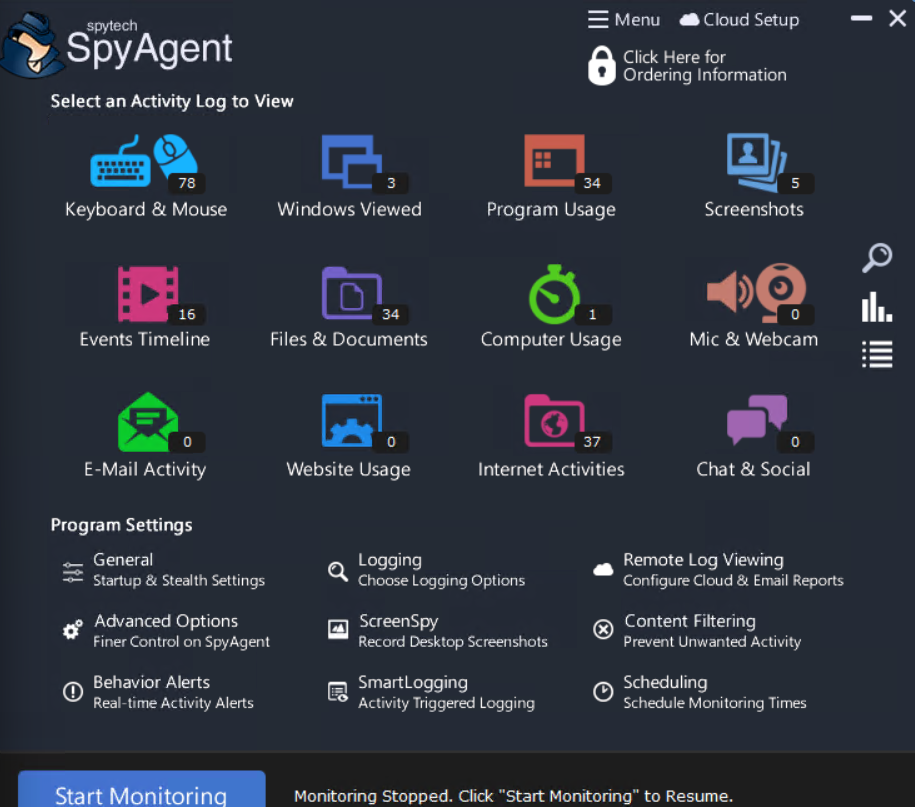 spytech
SpyAgent
Menu
Cloud Setup
Click Here for
Ordering Information
Select an Activity Log to View
78
3
34
5
Keyboard & Mouse
Windows Viewed
Program Usage
Screenshots
16
34
1
0
Events Timeline
Files & Documents
Computer Usage
Mic & Webcam
0
0
37
0
E-Mail Activity
Website Usage
Internet Activities
Chat & Social
Program Settings
General
Startup & Stealth Settings
Logging
Choose Logging Options
Remote Log Viewing
Configure Cloud & Email Reports
Advanced Options
Finer Control on SpyAgent
ScreenSpy
Record Desktop Screenshots
Content Filtering
Prevent Unwanted Activity
Behavior Alerts
Real-time Activity Alerts
SmartLogging
Activity Triggered Logging
Scheduling
Schedule Monitoring Times
Start Monitoring
Monitoring Stopped. Click "Start Monitoring" to Resume.